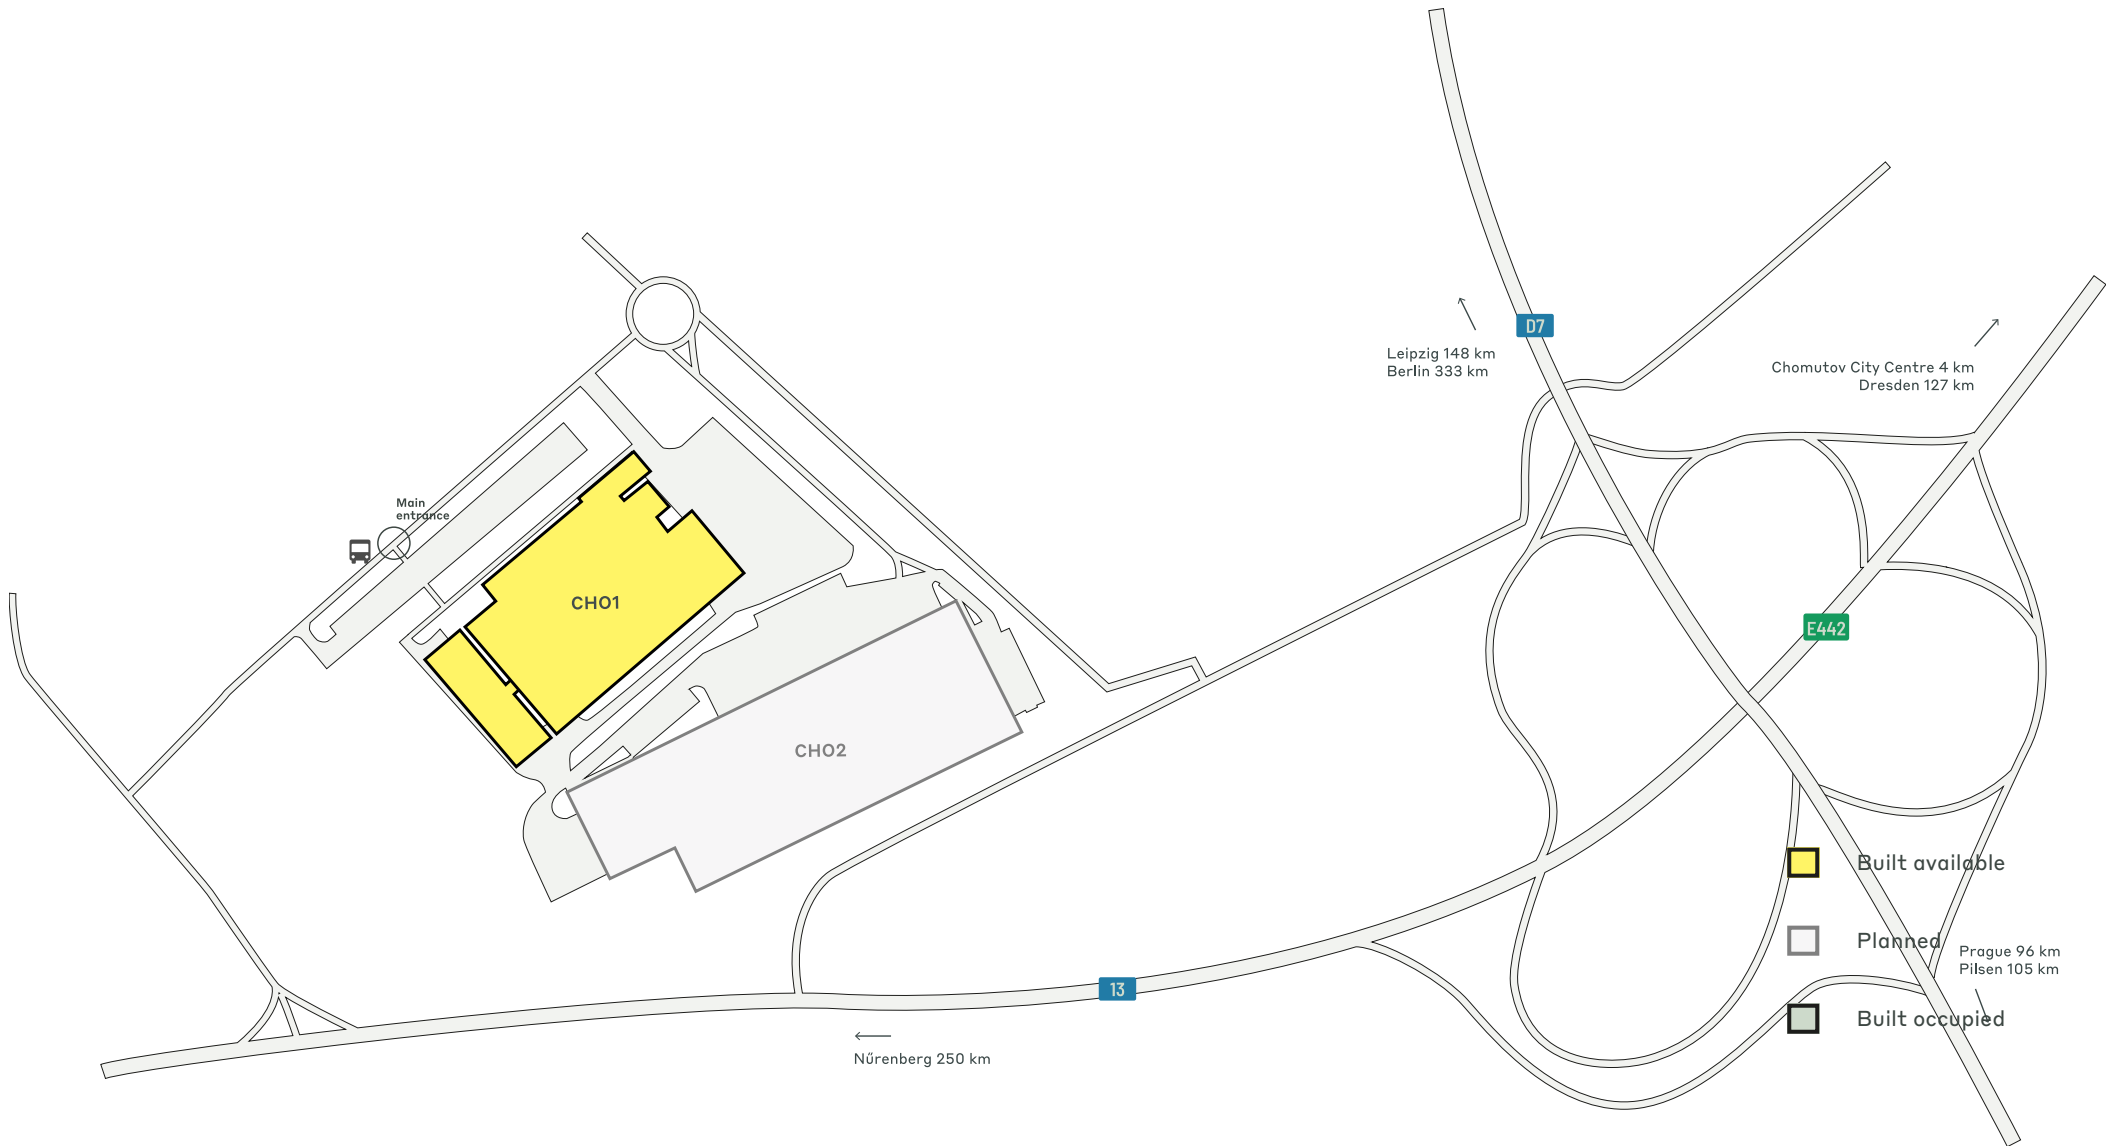 D7
Leipzig 148 km
Berlin 333 km
Chomutov City Centre 4 km
Dresden 127 km
Main
entrance
CHO1
E442
CHO2
Built available
Planned
Prague 96 km
Pilsen 105 km
13
Built occupied
Nűrenberg 250 km